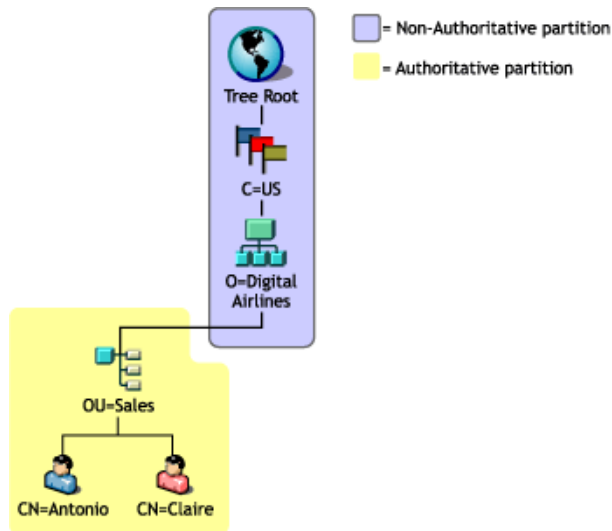 = Non-Authoritative partition
= Authoritative partition
Tree Root
C=US
O=Digital
Airlines
OU=Sales
CN=Antonio
CN=Claire